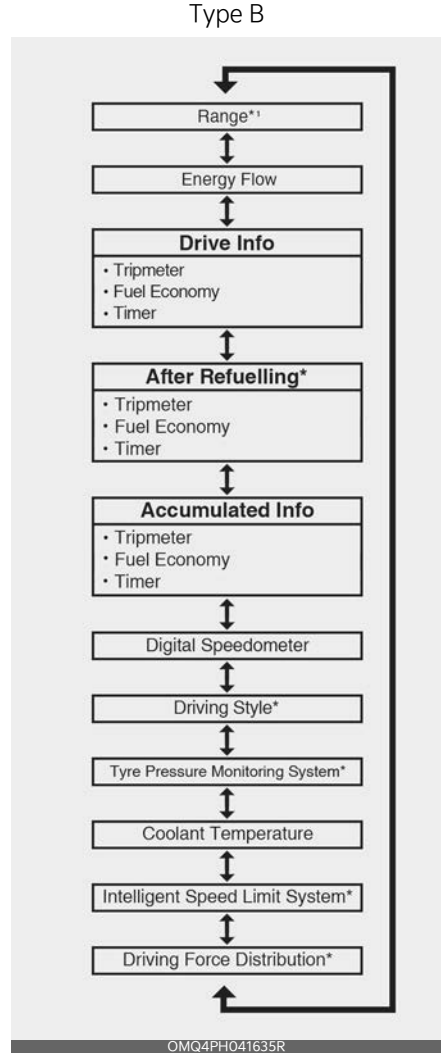 Type B
Range*¹
Energy Flow
Drive Info
· Tripmeter
· Fuel Economy
· Timer
After Refuelling*
· Tripmeter
· Fuel Economy
· Timer
Accumulated Info
· Tripmeter
· Fuel Economy
· Timer
Digital Speedometer
Driving Style*
Tyre Pressure Monitoring System*
Coolant Temperature
Intelligent Speed Limit System*
Driving Force Distribution*
OMQ4PH041635R